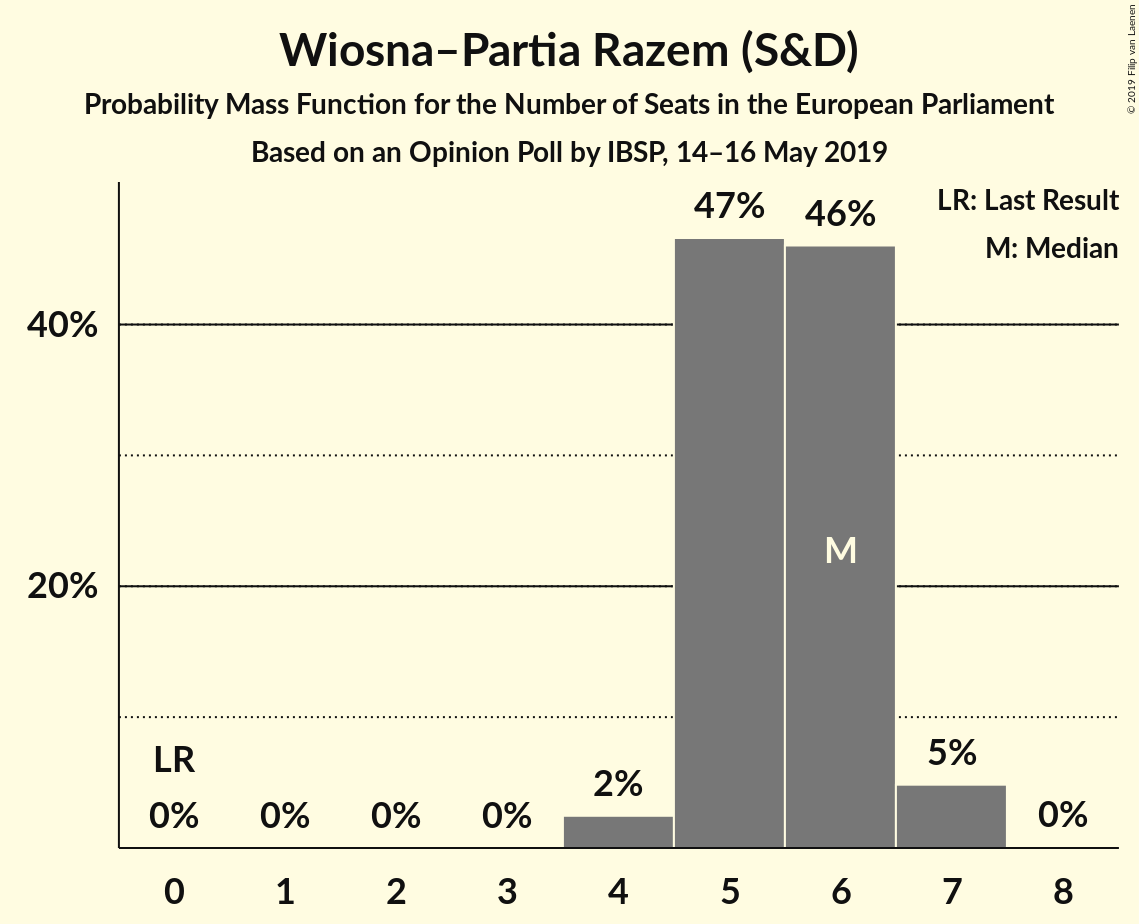 Wiosna–Partia Razem (S&D)
Probability Mass Function for the Number of Seats in the European Parliament
Based on an Opinion Poll by IBSP, 14–16 May 2019
© 2019 Filip van Laenen
LR: Last Result
M: Median
47%
46%
40%
M
20%
LR
5%
2%
0%
0%
0%
0%
0%
0 1 2 3 4 5 6 7 8